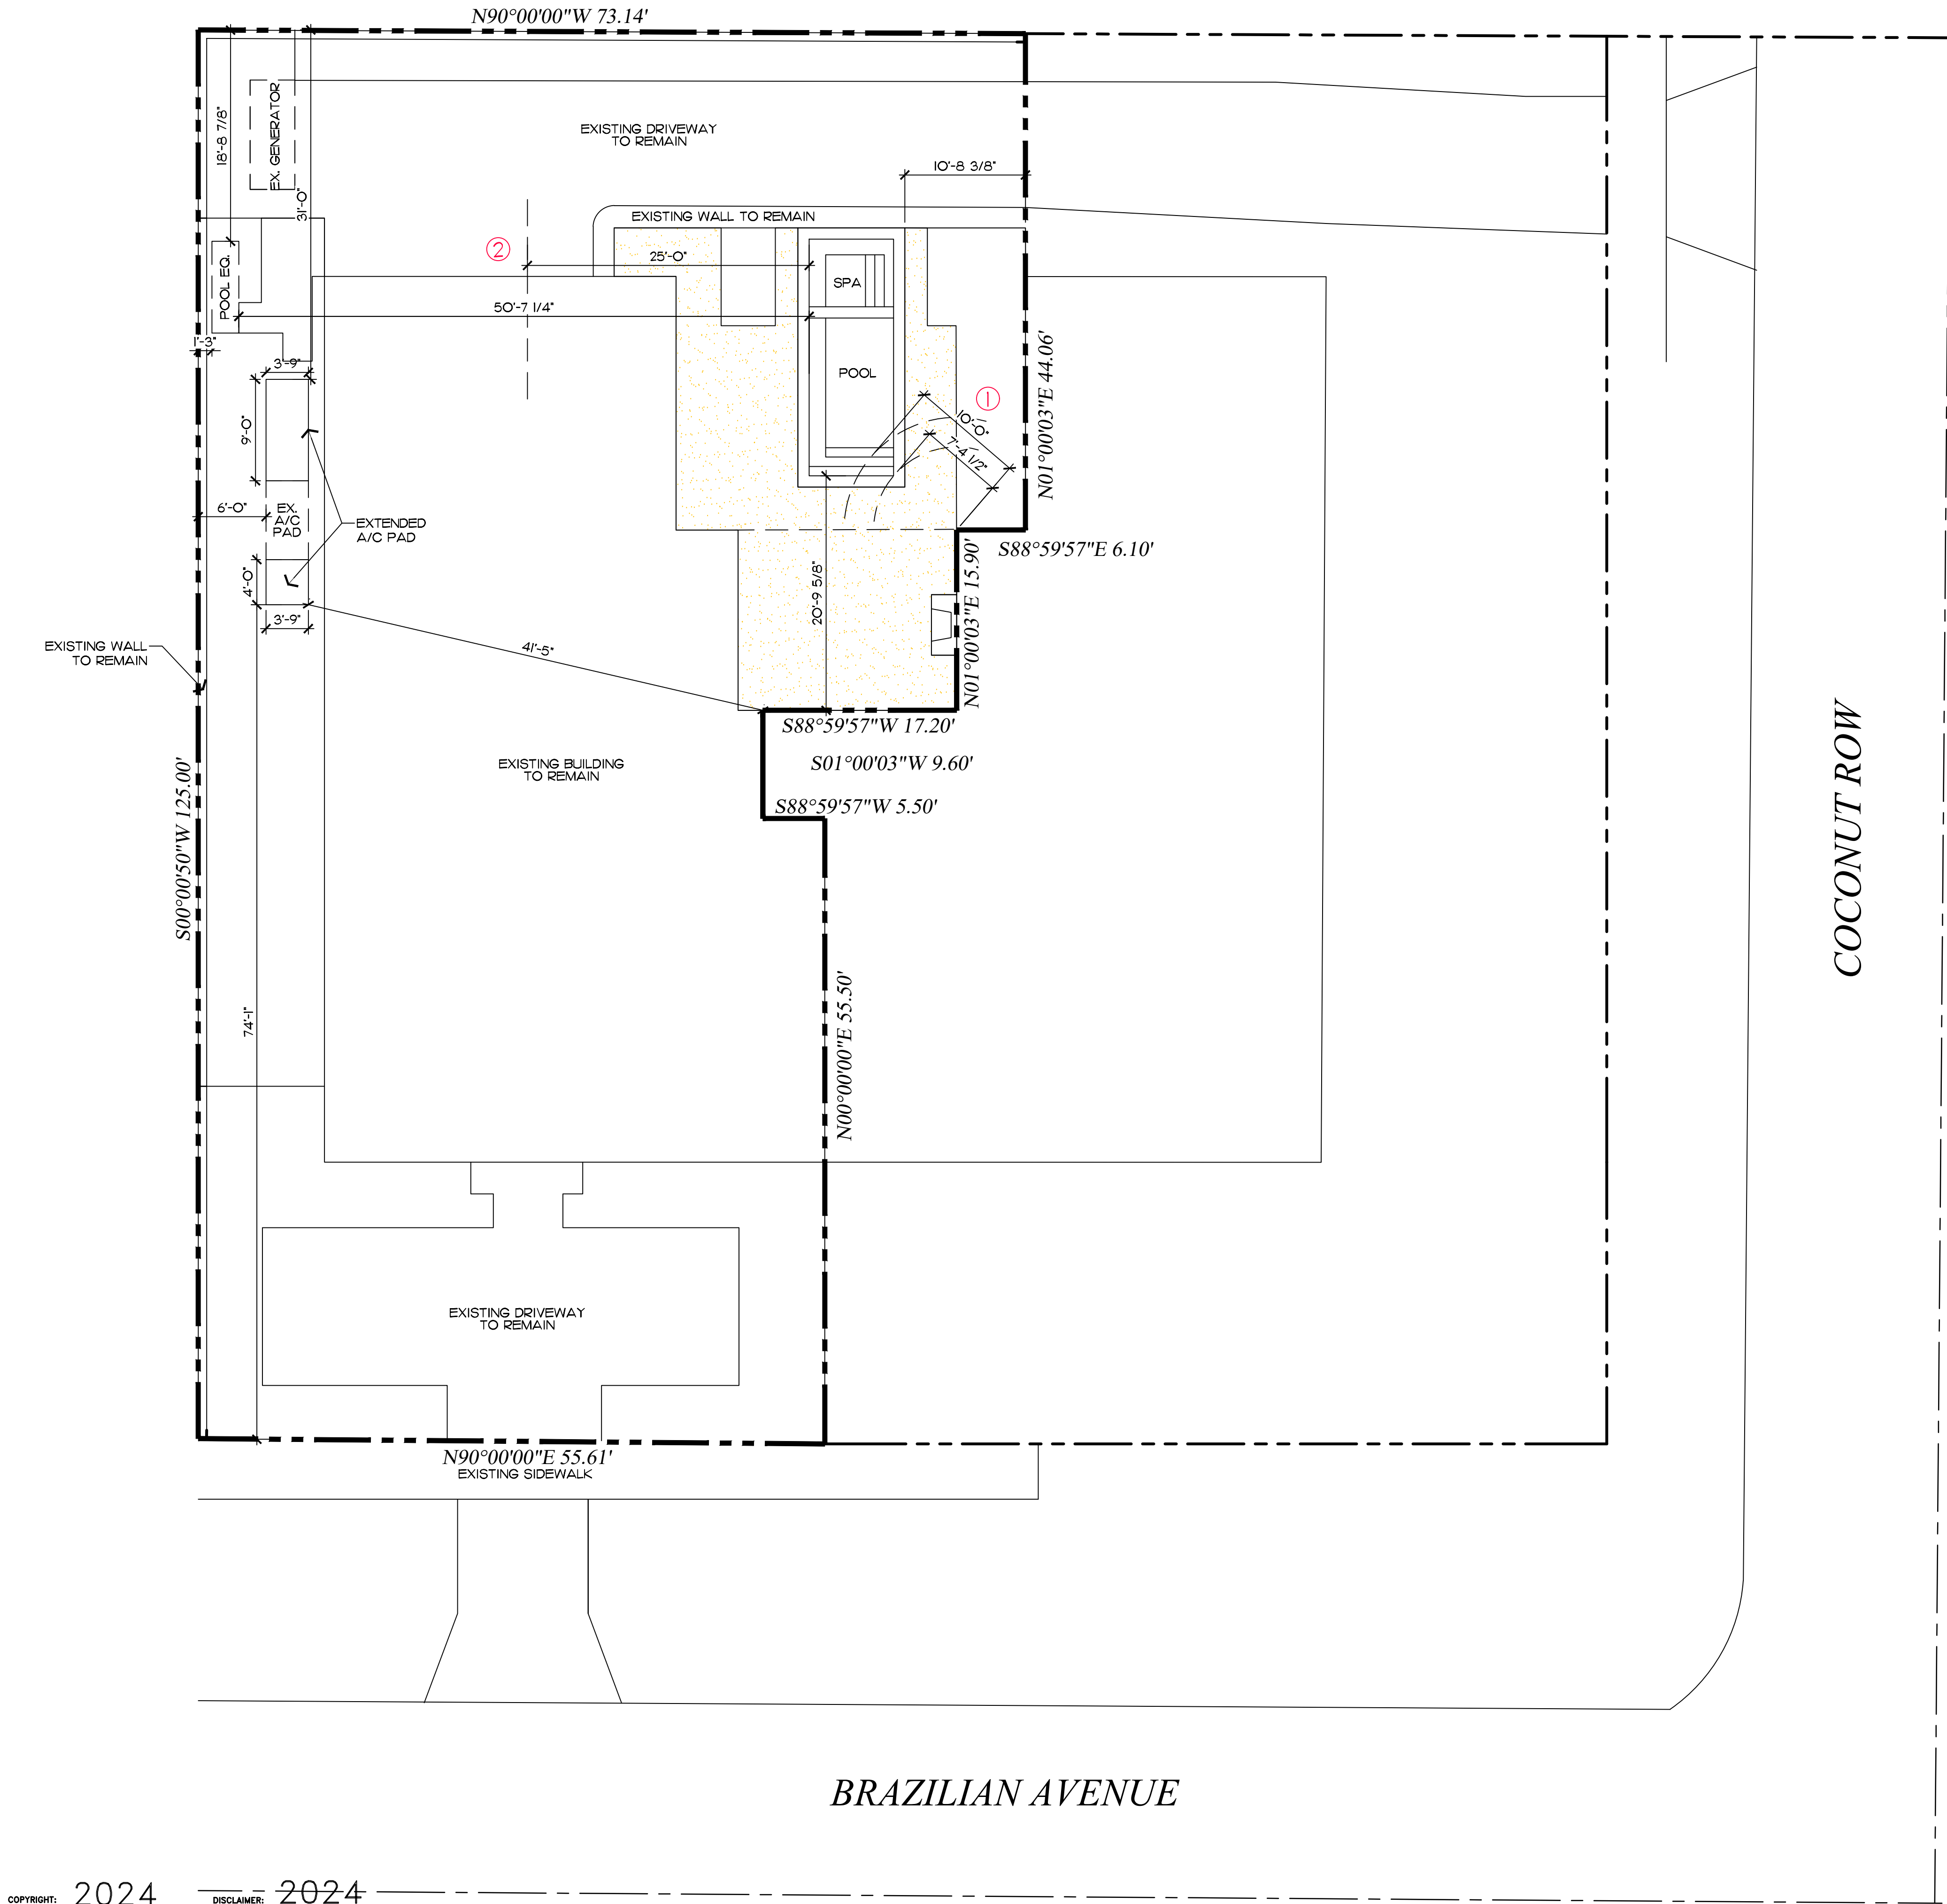 N90°00'00"W 73.14'
EX. GENERATOR
18'-8 7/8"
31'-0"
EXISTING DRIVEWAY
TO REMAIN
10'-8 3/8"
EXISTING WALL TO REMAIN
2
25'-0"
SPA
POOL EQ.
50'-7 1/4"
1'-3"
3'-9"
POOL
N01°00'03"E 44.06'
1
10'-0"
7'-4 1/2"
9'-0"
6'-0"
EX.
A/C
PAD
EXTENDED
A/C PAD
S88°59'57"E 6.10'
N01°00'03"E 15.90'
20'-9 5/8"
4'-0"
3'-9"
EXISTING WALL
TO REMAIN
41'-5"
S88°59'57"W 17.20'
S01°00'03"W 9.60'
S88°59'57"W 5.50'
EXISTING BUILDING
TO REMAIN
S00°00'50"W 125.00'
COCONUT ROW
74'-1"
N00°00'00"E 55.50'
EXISTING DRIVEWAY
TO REMAIN
N90°00'00"E 55.61'
EXISTING SIDEWALK
BRAZILIAN AVENUE
COPYRIGHT: 2024
DISCLAIMER: 2024